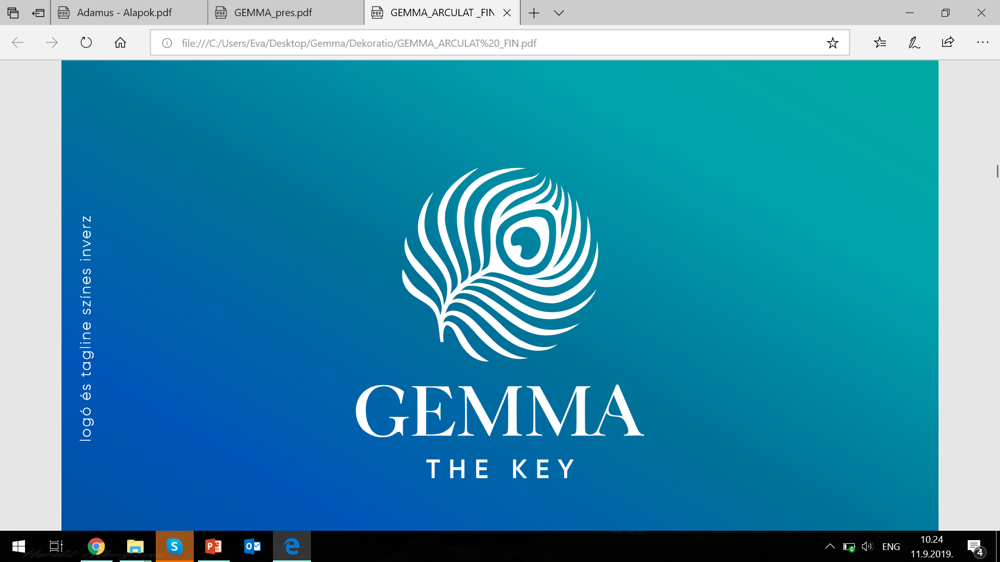 Adamus - Alapok.pdf
GEMMA_pres.pdf
GEMMA_ARCULAT _FIN
file:///C:/Users/Eva/Desktop/Gemma/Dekoratio/GEMMA_ARCULAT%20_FIN.pdf
logó és tagline színes inverz
GEMMA
THE KEY
ENG
10.24
11.9.2019.
4